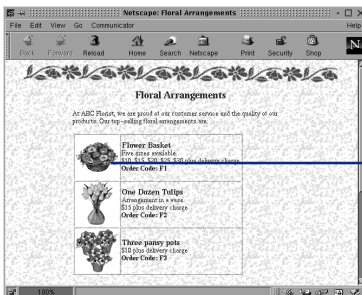 Netscape: Floral Arrangements
File Edit View Go Communicator Help
Back Forward Reload Home Search Netscape Print Security Shop N
Floral Arrangements
At ABC Florist, we are proud of our customer service and the quality of our
products. Our top-selling floral arrangements are:
Flower Basket
Five sizes available
$10, $15, $20, $25, $30 plus delivery charge
Order Code: F1
One Dozen Tulips
Arrangement in a vase
$15 plus delivery charge
Order Code: F2
Three pansy pots
$10 plus delivery charge
Order Code: F3
100%